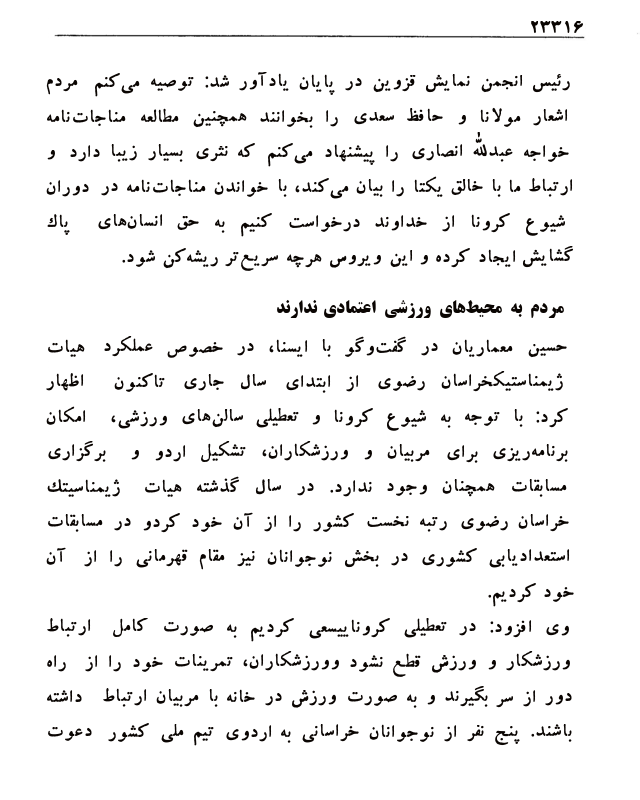 ۲۳۳۱۶
رئیس انجمن نمایش قزوین در پایان یادآور شد: توصیه می‌کنم مردم
اشعار مولانا و حافظ سعدی را بخوانند همچنین مطالعه مناجات‌نامه
خواجه عبدالله انصاری را پیشنهاد می‌کنم که نثری بسیار زیبا دارد و
ارتباط ما با خالق یکتا را بیان می‌کند، با خواندن مناجات‌نامه در دوران
شیوع کرونا از خداوند درخواست کنیم به حق انسان‌های پاك
گشایش ایجاد کرده و این ویروس هرچه سریع‌تر ریشه‌کن شود.
مردم به محیط‌های ورزشی اعتمادی ندارند
حسین معماریان در گفت‌وگو با ایسنا، در خصوص عملکرد هیات
ژیمناستیکخراسان رضوی از ابتدای سال جاری تاکنون اظهار
کرد: با توجه به شیوع کرونا و تعطیلی سالن‌های ورزشی، امکان
برنامه‌ریزی برای مربیان و ورزشکاران، تشکیل اردو و برگزاری
مسابقات همچنان وجود ندارد. در سال گذشته هیات ژیمناسیتك
خراسان رضوی رتبه نخست کشور را از آن خود کردو در مسابقات
استعدادیابی کشوری در بخش نوجوانان نیز مقام قهرمانی را از آن
خود کردیم.
وی افزود: در تعطیلی کروناییسعی کردیم به صورت کامل ارتباط
ورزشکار و ورزش قطع نشود وورزشکاران، تمرینات خود را از راه
دور از سر بگیرند و به صورت ورزش در خانه با مربیان ارتباط داشته
باشند. پنج نفر از نوجوانان خراسانی به اردوی تیم ملی کشور دعوت